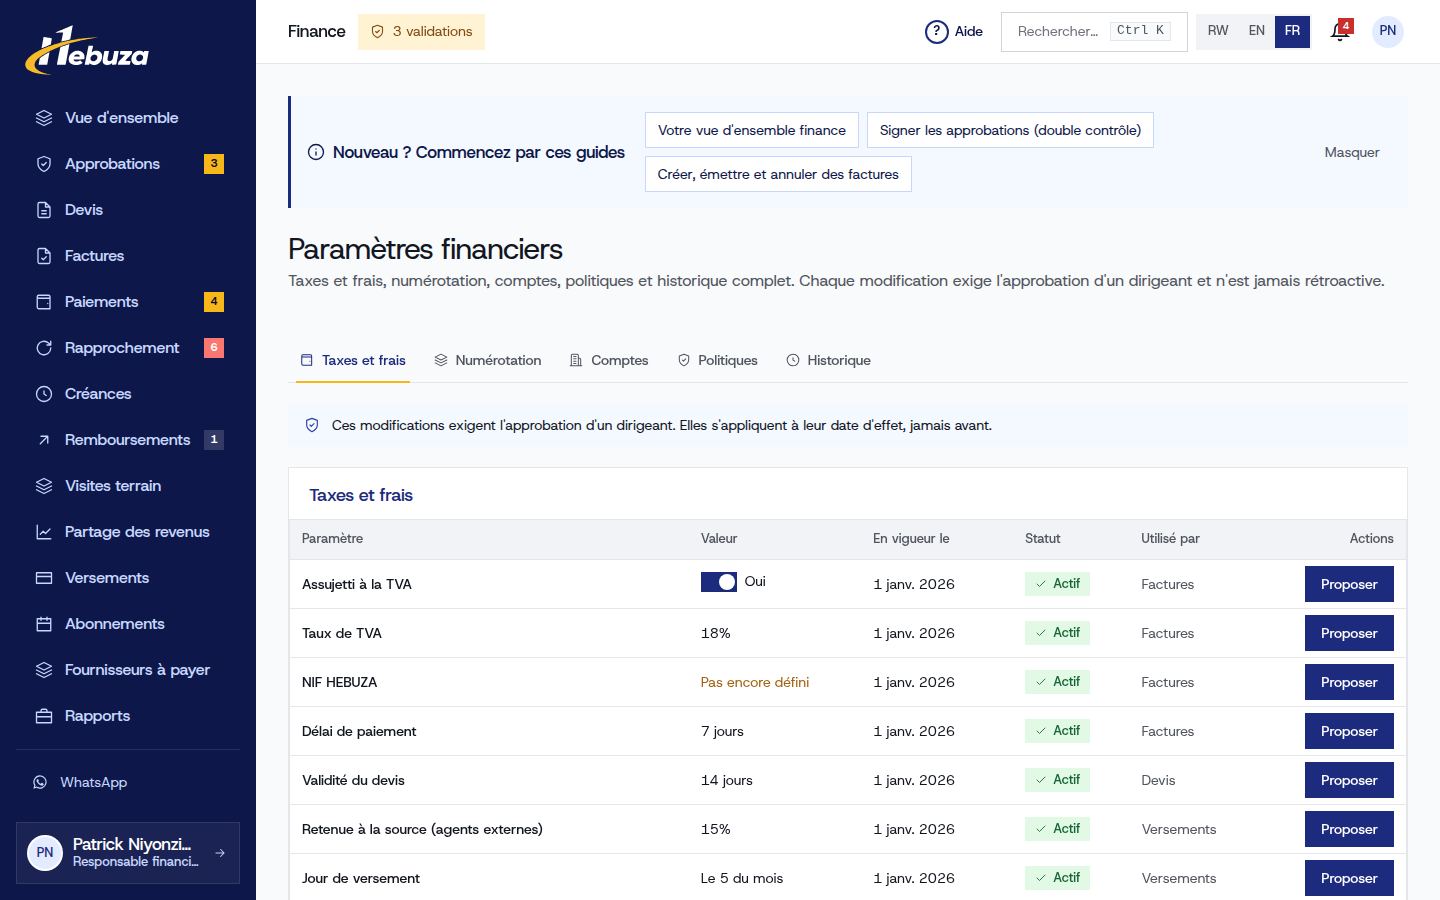 Hebuza
Vue d'ensemble
Approbations 3
Devis
Factures
Paiements 4
Rapprochement 6
Créances
Remboursements 1
Visites terrain
Partage des revenus
Versements
Abonnements
Fournisseurs à payer
Rapports
WhatsApp
PN Patrick Niyonzi...
Responsable financi...
Finance 3 validations ? Aide Rechercher... Ctrl K RW EN FR 4 PN
Nouveau ? Commencez par ces guides
Votre vue d'ensemble finance
Signer les approbations (double contrôle)
Créer, émettre et annuler des factures
Masquer
Paramètres financiers
Taxes et frais, numérotation, comptes, politiques et historique complet. Chaque modification exige l'approbation d'un dirigeant et n'est jamais rétroactive.
Taxes et frais Numérotation Comptes Politiques Historique
Ces modifications exigent l'approbation d'un dirigeant. Elles s'appliquent à leur date d'effet, jamais avant.
Taxes et frais
Paramètre Valeur En vigueur le Statut Utilisé par Actions
Assujetti à la TVA Oui 1 janv. 2026 Actif Factures Proposer
Taux de TVA 18% 1 janv. 2026 Actif Factures Proposer
NIF HEBUZA Pas encore défini 1 janv. 2026 Actif Factures Proposer
Délai de paiement 7 jours 1 janv. 2026 Actif Factures Proposer
Validité du devis 14 jours 1 janv. 2026 Actif Devis Proposer
Retenue à la source (agents externes) 15% 1 janv. 2026 Actif Versements Proposer
Jour de versement Le 5 du mois 1 janv. 2026 Actif Versements Proposer